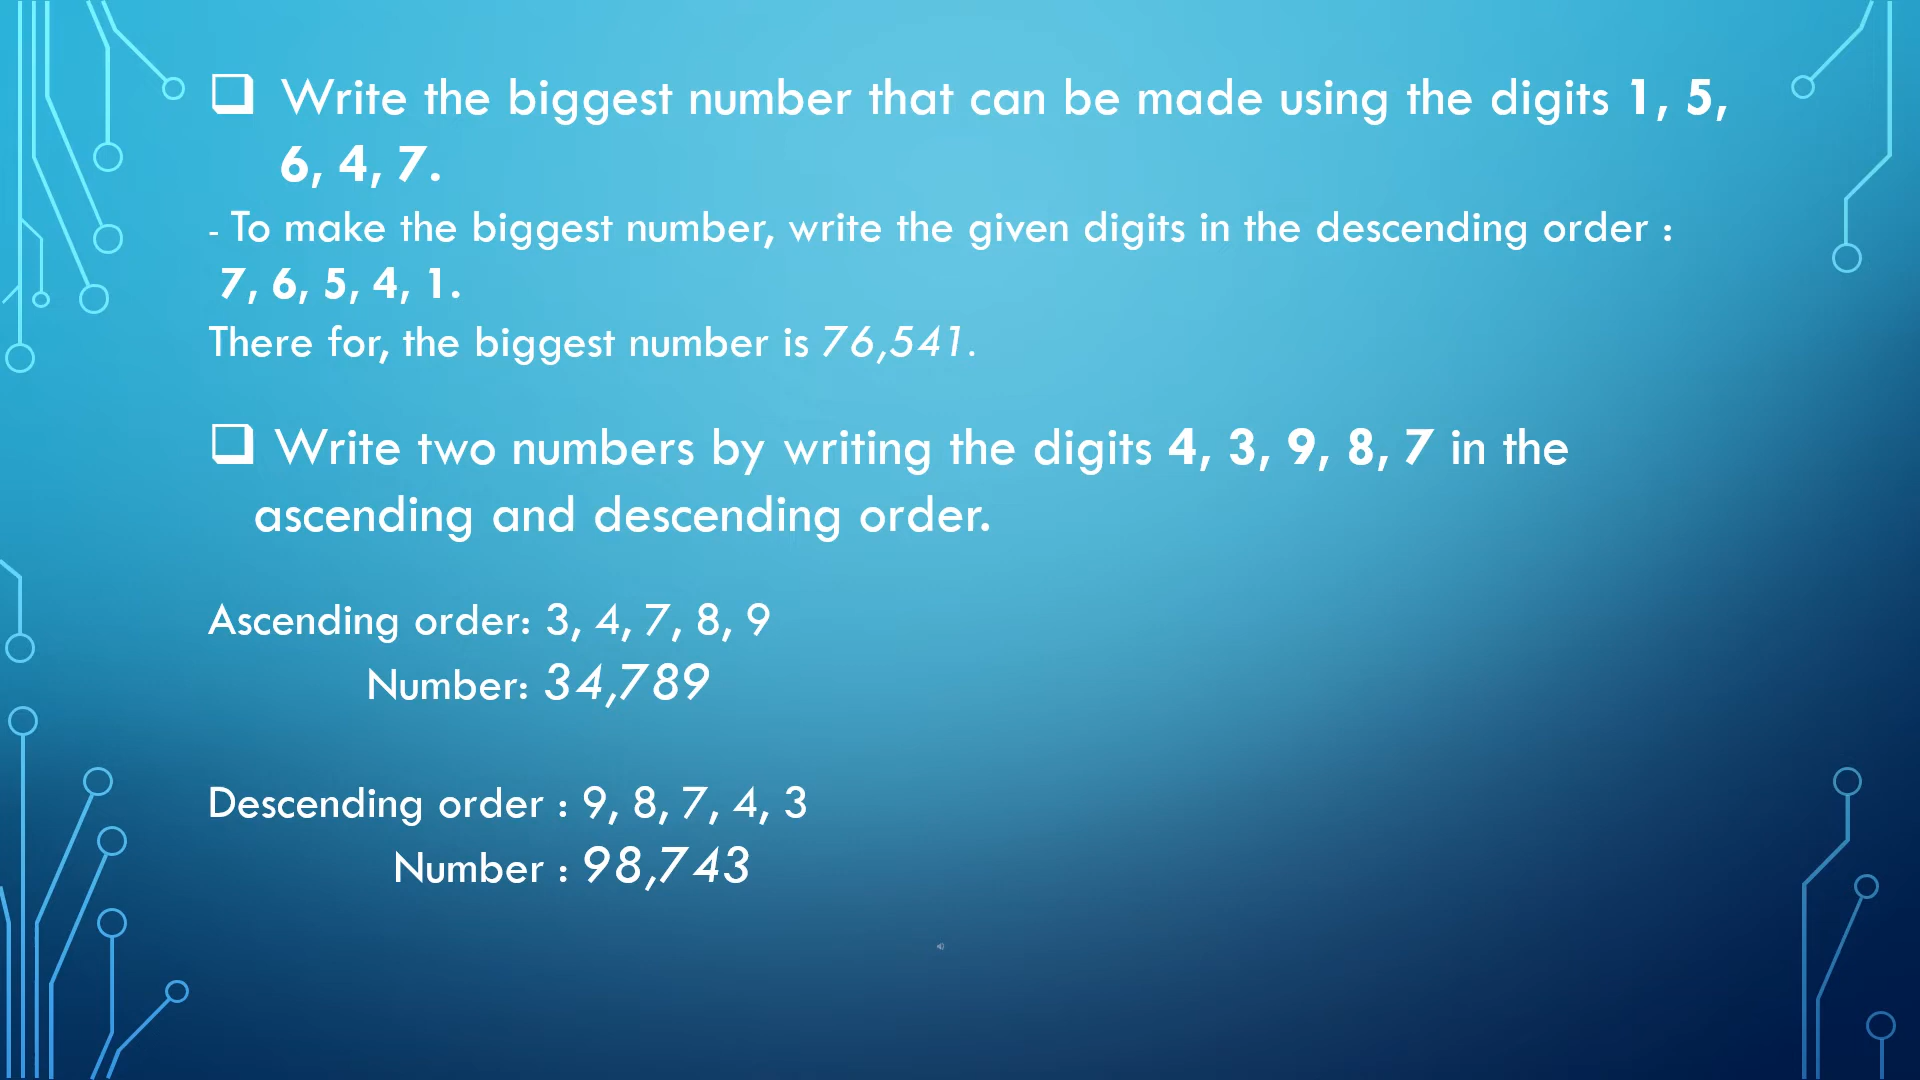 Write the biggest number that can be made using the digits 1, 5,
6, 4, 7.
- To make the biggest number, write the given digits in the descending order :
7, 6, 5, 4, 1.
There for, the biggest number is 76,541.
Write two numbers by writing the digits 4, 3, 9, 8, 7 in the
ascending and descending order.
Ascending order: 3, 4, 7, 8, 9
Number: 34,789
Descending order : 9, 8, 7, 4, 3
Number : 98,743